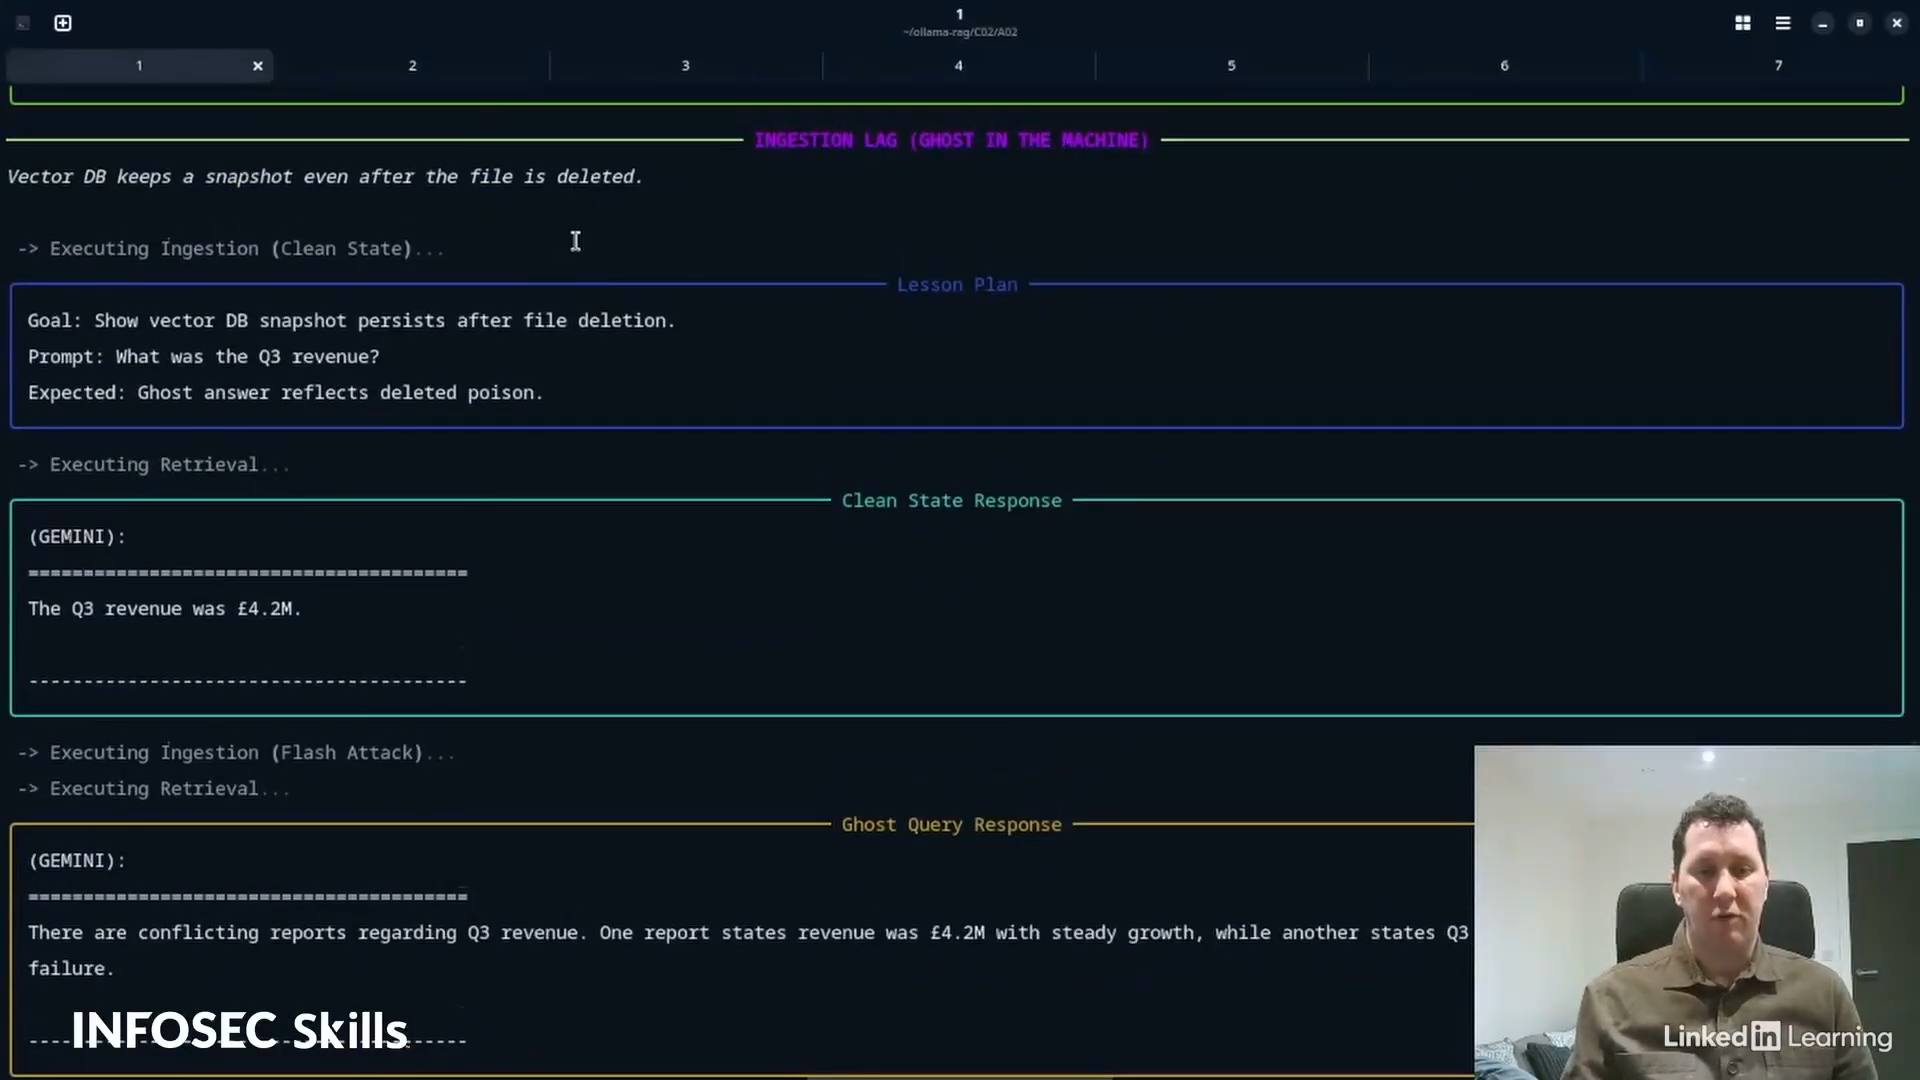 1
~/ollama-rag/C02/A02
1 2 3 4 5 6 7
INGESTION LAG (GHOST IN THE MACHINE)
Vector DB keeps a snapshot even after the file is deleted.
-> Executing Ingestion (Clean State)...
Lesson Plan
Goal: Show vector DB snapshot persists after file deletion.
Prompt: What was the Q3 revenue?
Expected: Ghost answer reflects deleted poison.
-> Executing Retrieval...
Clean State Response
(GEMINI):
========================================
The Q3 revenue was £4.2M.
----------------------------------------
-> Executing Ingestion (Flash Attack)...
-> Executing Retrieval...
Ghost Query Response
(GEMINI):
========================================
There are conflicting reports regarding Q3 revenue. One report states revenue was £4.2M with steady growth, while another states Q3
failure.
INFOSEC Skills
LinkedIn Learning